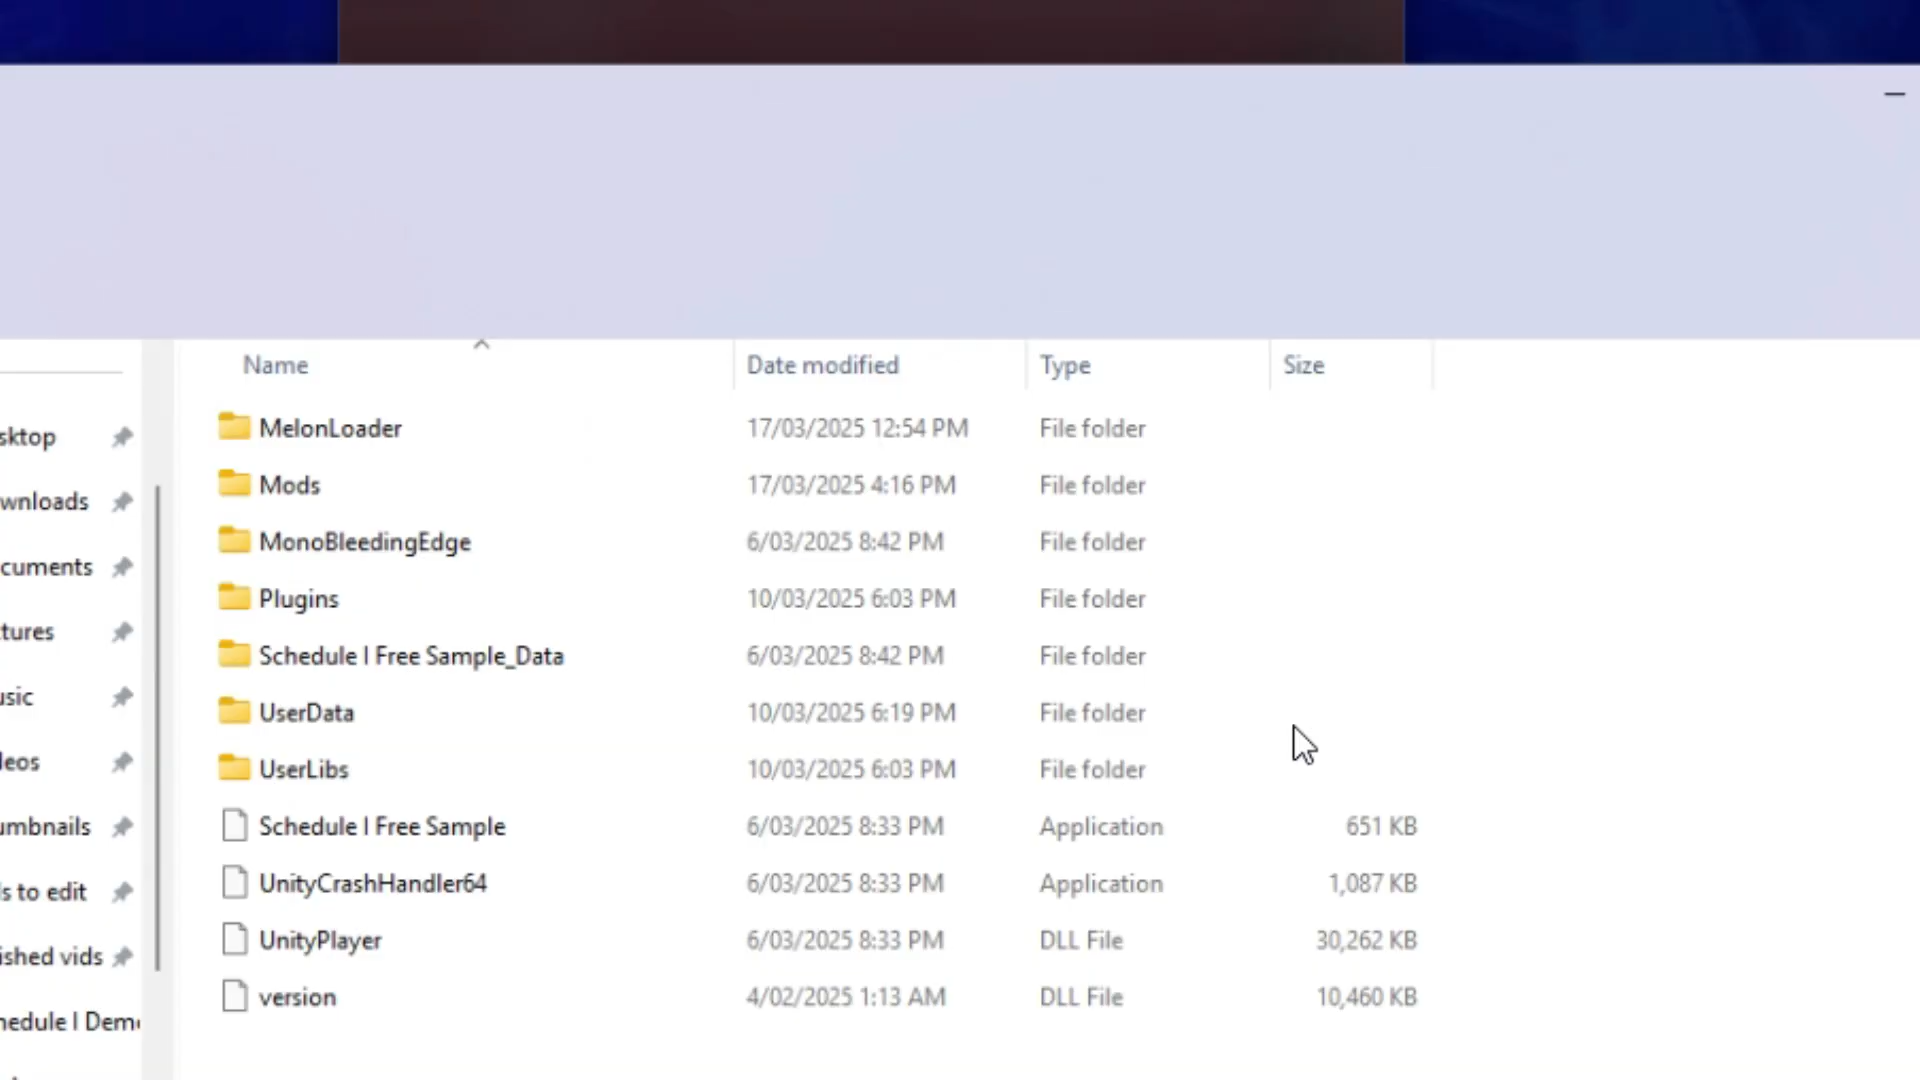 Name Date modified Type Size
MelonLoader 17/03/2025 12:54 PM File folder
Mods 17/03/2025 4:16 PM File folder
MonoBleedingEdge 6/03/2025 8:42 PM File folder
Plugins 10/03/2025 6:03 PM File folder
Schedule I Free Sample_Data 6/03/2025 8:42 PM File folder
UserData 10/03/2025 6:19 PM File folder
UserLibs 10/03/2025 6:03 PM File folder
Schedule I Free Sample 6/03/2025 8:33 PM Application 651 KB
UnityCrashHandler64 6/03/2025 8:33 PM Application 1,087 KB
UnityPlayer 6/03/2025 8:33 PM DLL File 30,262 KB
version 4/02/2025 1:13 AM DLL File 10,460 KB
sktop
wnloads
cuments
tures
usic
deos
umbnails
ls to edit
ished vids
hedule I Dem